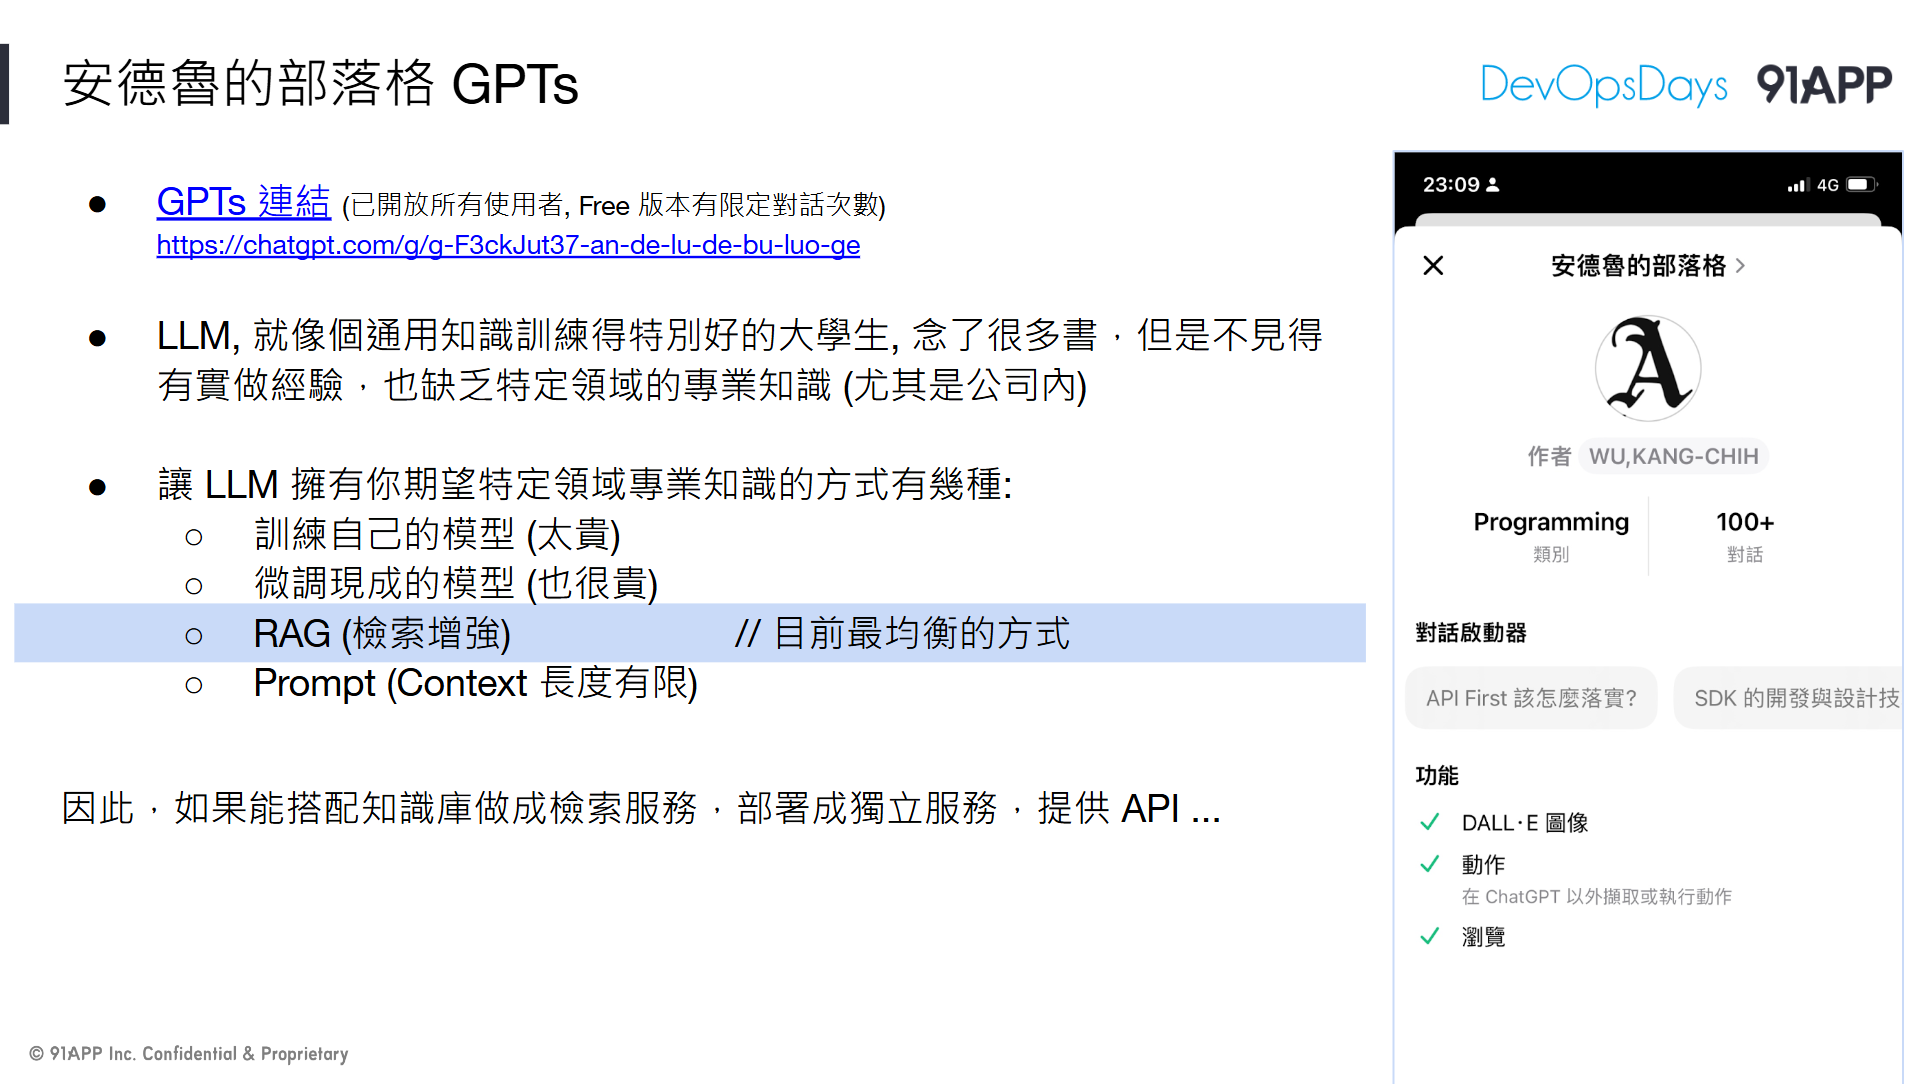 安德魯的部落格 GPTs
DevOpsDays 91APP
● GPTs 連結 (已開放所有使用者, Free 版本有限定對話次數)
https://chatgpt.com/g/g-F3ckJut37-an-de-lu-de-bu-luo-ge
● LLM, 就像個通用知識訓練得特別好的大學生, 念了很多書，但是不見得
有實做經驗，也缺乏特定領域的專業知識 (尤其是公司內)
● 讓 LLM 擁有你期望特定領域專業知識的方式有幾種:
○ 訓練自己的模型 (太貴)
○ 微調現成的模型 (也很貴)
○ RAG (檢索增強) // 目前最均衡的方式
○ Prompt (Context 長度有限)
因此，如果能搭配知識庫做成檢索服務，部署成獨立服務，提供 API ...
© 91APP Inc. Confidential & Proprietary
23:09 4G
安德魯的部落格 >
A
作者 WU,KANG-CHIH
Programming 100+
類別 對話
對話啟動器
API First 該怎麼落實? SDK 的開發與設計技
功能
DALL·E 圖像
動作
在 ChatGPT 以外擷取或執行動作
瀏覽